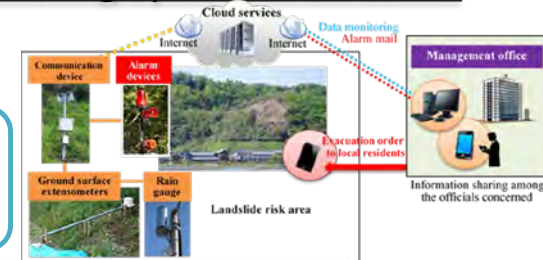 Cloud services
Internet
Internet
Data monitoring
Alarm mail
Communication
device
Alarm
devices
Management office
Evacuation order
to local residents
Ground surface
extensometers
Rain
gauge
Landslide risk area
Information sharing among
the officials concerned